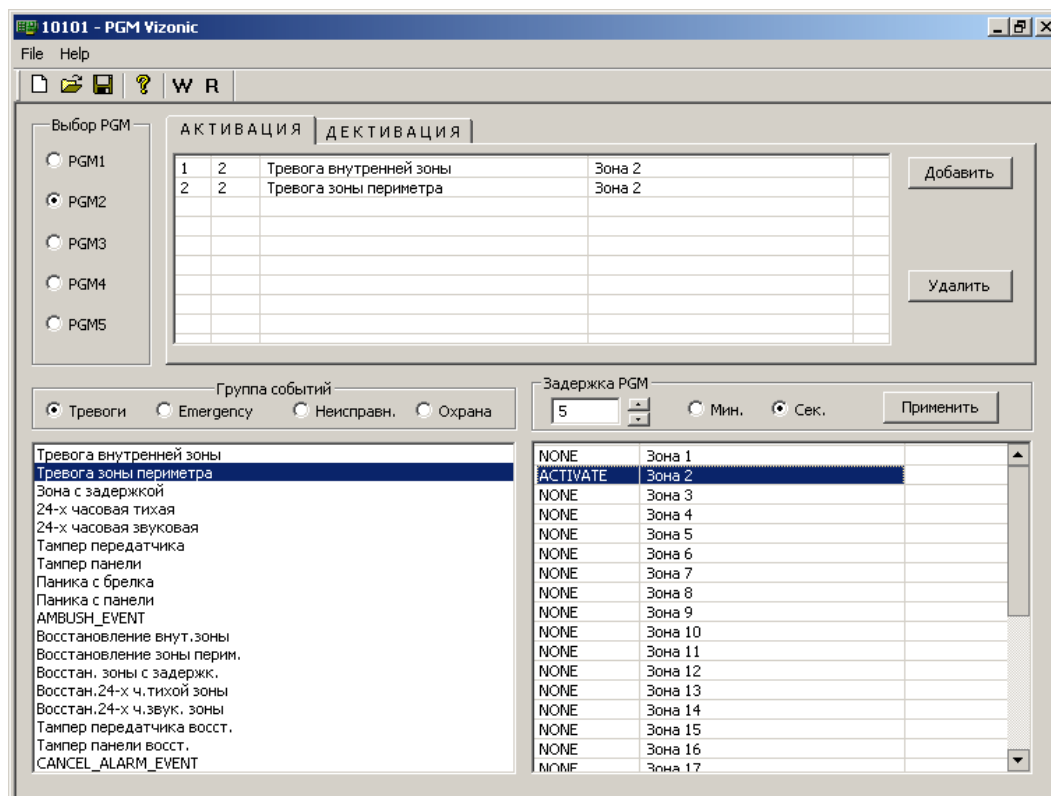 10101 - PGM Vizonic
File Help
W R
Выбор PGM
PGM1
PGM2
PGM3
PGM4
PGM5
АКТИВАЦИЯ ДЕКТИВАЦИЯ
1 2 Тревога внутренней зоны Зона 2
2 2 Тревога зоны периметра Зона 2
Добавить
Удалить
Группа событий
Тревоги Emergency Неисправн. Охрана
Задержка PGM
5 Мин. Сек. Применить
Тревога внутренней зоны
Тревога зоны периметра
Зона с задержкой
24-х часовая тихая
24-х часовая звуковая
Тампер передатчика
Тампер панели
Паника с брелка
Паника с панели
AMBUSH_EVENT
Восстановление внут.зоны
Восстановление зоны перим.
Восстан. зоны с задержк.
Восстан.24-х ч.тихой зоны
Восстан.24-х ч.звук. зоны
Тампер передатчика восст.
Тампер панели восст.
CANCEL_ALARM_EVENT
NONE Зона 1
ACTIVATE Зона 2
NONE Зона 3
NONE Зона 4
NONE Зона 5
NONE Зона 6
NONE Зона 7
NONE Зона 8
NONE Зона 9
NONE Зона 10
NONE Зона 11
NONE Зона 12
NONE Зона 13
NONE Зона 14
NONE Зона 15
NONE Зона 16
NONE Зона 17